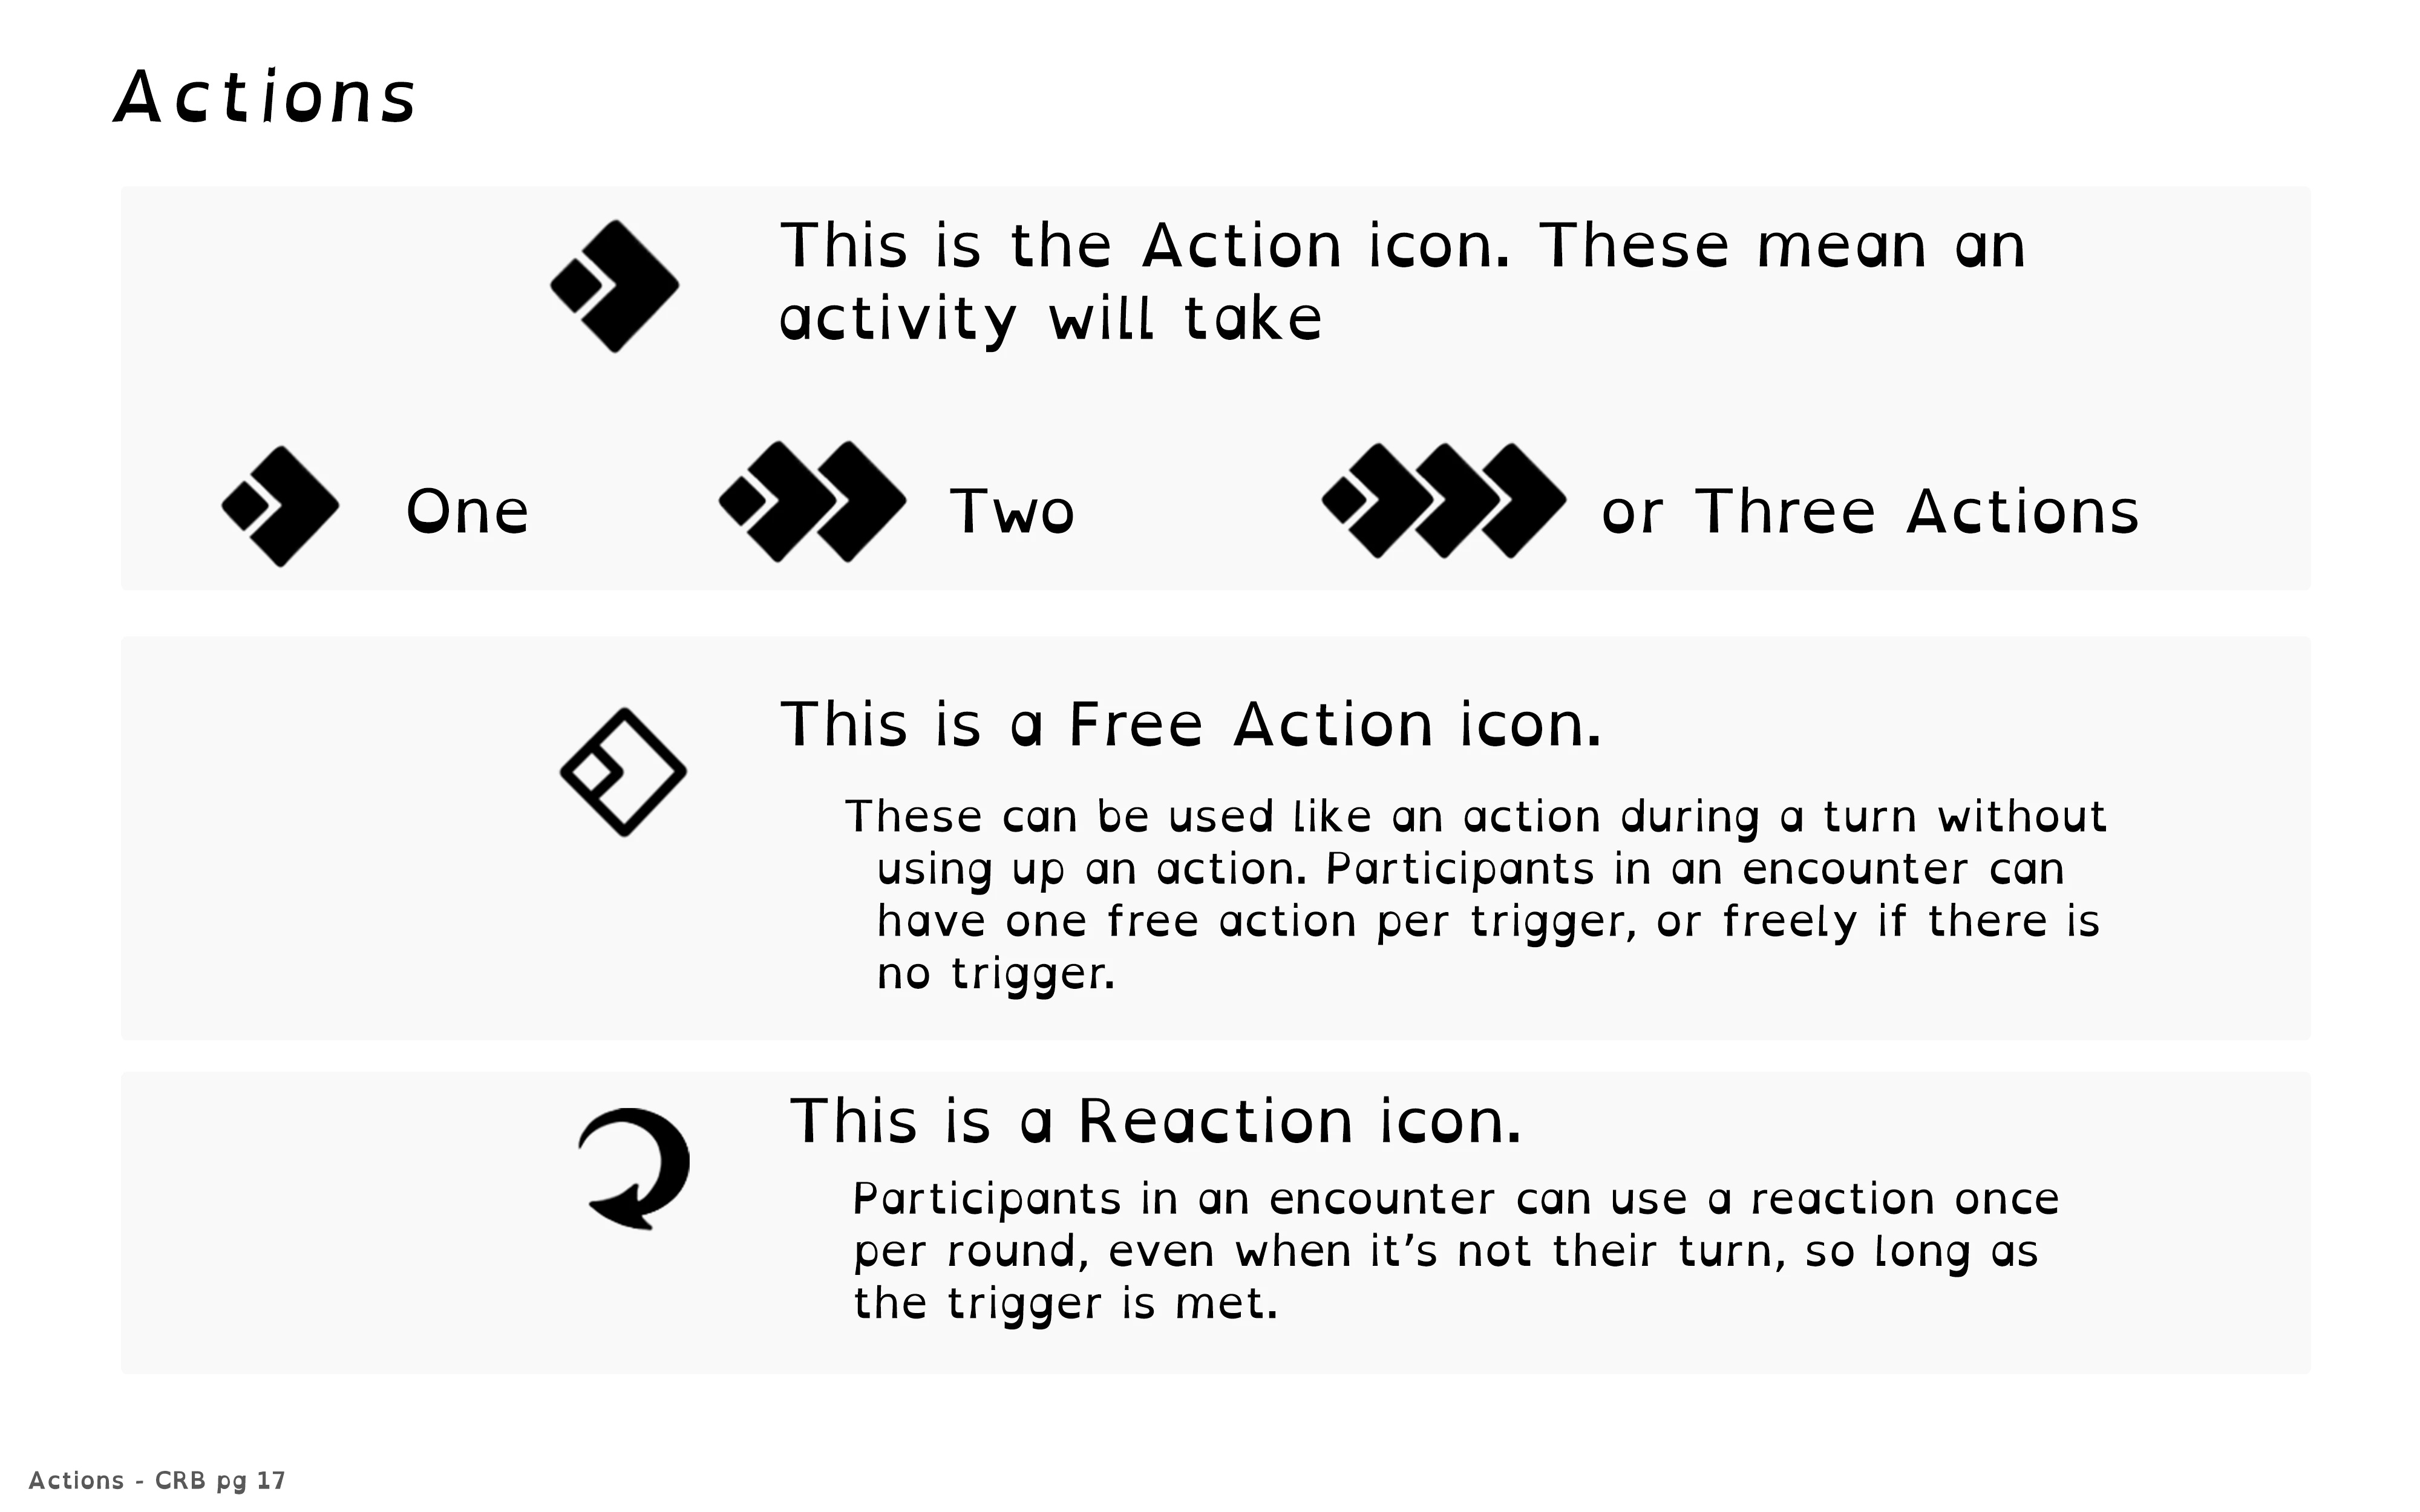 Actions
This is the Action icon. These mean an
activity will take
One
Two
or Three Actions
This is a Free Action icon.
These can be used like an action during a turn without
using up an action. Participants in an encounter can
have one free action per trigger, or freely if there is
no trigger.
This is a Reaction icon.
Participants in an encounter can use a reaction once
per round, even when it’s not their turn, so long as
the trigger is met.
Actions - CRB pg 17